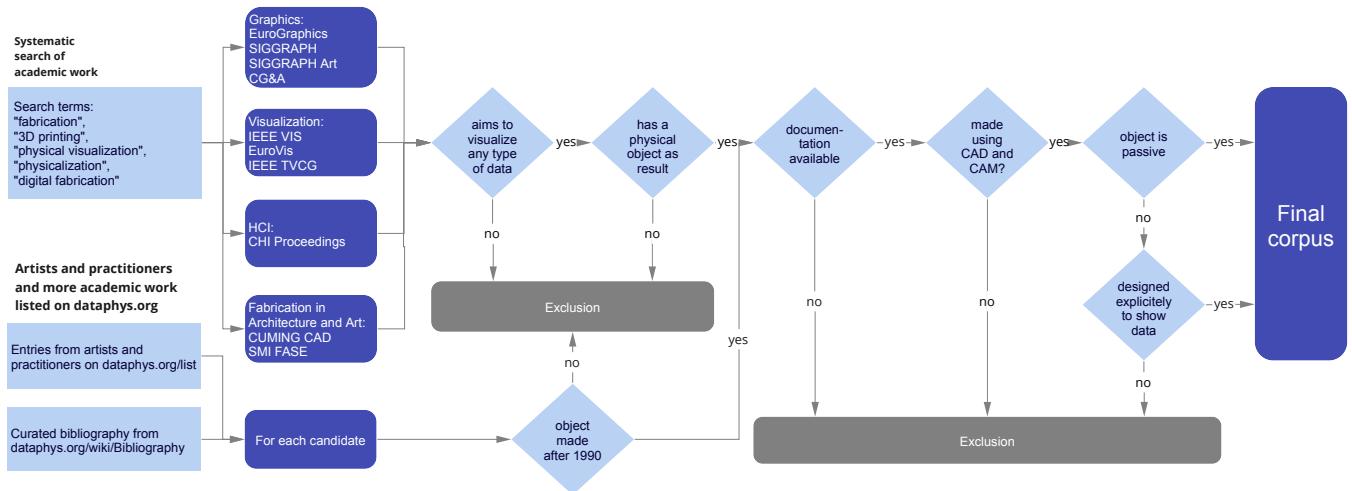 Systematic
search of
academic work
Search terms:
"fabrication",
"3D printing",
"physical visualization",
"physicalization",
"digital fabrication"
Graphics:
EuroGraphics
SIGGRAPH
SIGGRAPH Art
CG&A
Visualization:
IEEE VIS
EuroVis
IEEE TVCG
HCI:
CHI Proceedings
Fabrication in
Architecture and Art:
CUMING CAD
SMI FASE
aims to
visualize
any type
of data
yes
no
has a
physical
object as
result
yes
no
Exclusion
Artists and practitioners
and more academic work
listed on dataphys.org
Entries from artists and
practitioners on dataphys.org/list
Curated bibliography from
dataphys.org/wiki/Bibliography
For each candidate
object
made
after 1990
no
yes
documen-
tation
available
yes
no
made
using
CAD and
CAM?
yes
no
object is
passive
yes
no
designed
explicitely
to show
data
yes
no
Exclusion
Final
corpus